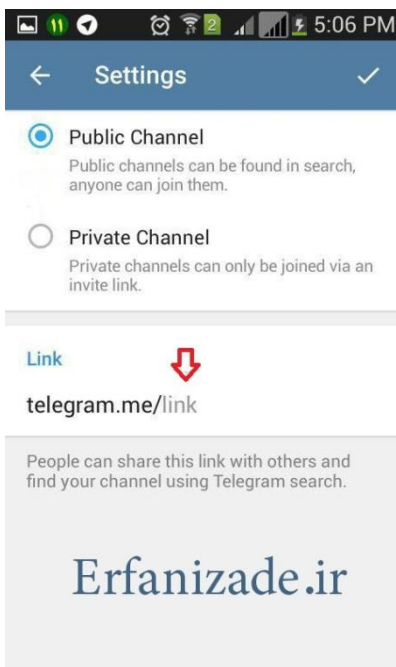 11 2 5:06 PM
Settings
Public Channel
Public channels can be found in search,
anyone can join them.
Private Channel
Private channels can only be joined via an
invite link.
Link
telegram.me/link
People can share this link with others and
find your channel using Telegram search.
Erfanizade.ir